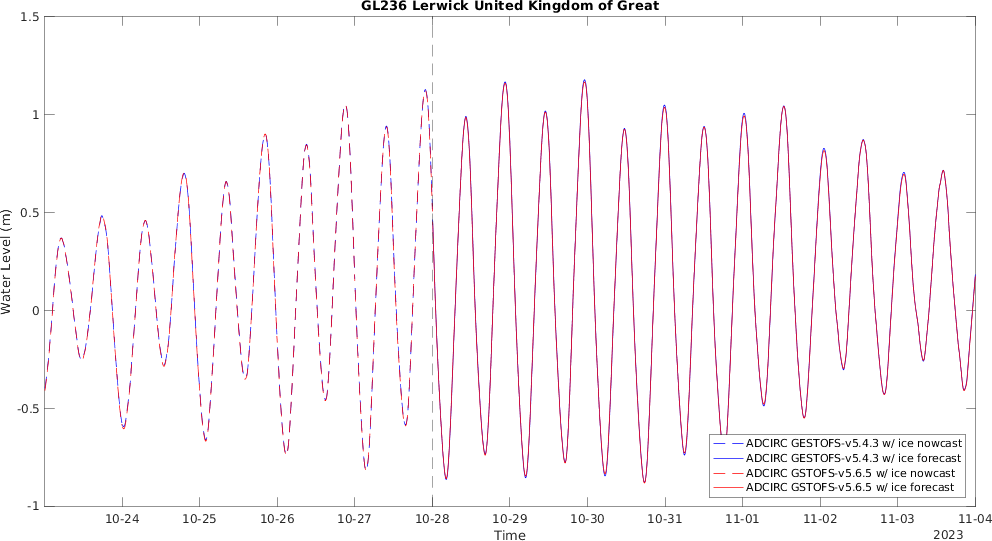 GL236 Lerwick United Kingdom of Great
1.5
1
0.5
0
-0.5
-1
Water Level (m)
ADCIRC GESTOFS-v5.4.3 w/ ice nowcast
ADCIRC GESTOFS-v5.4.3 w/ ice forecast
ADCIRC GSTOFS-v5.6.5 w/ ice nowcast
ADCIRC GSTOFS-v5.6.5 w/ ice forecast
10-24 10-25 10-26 10-27 10-28 10-29 10-30 10-31 11-01 11-02 11-03 11-04
Time
2023